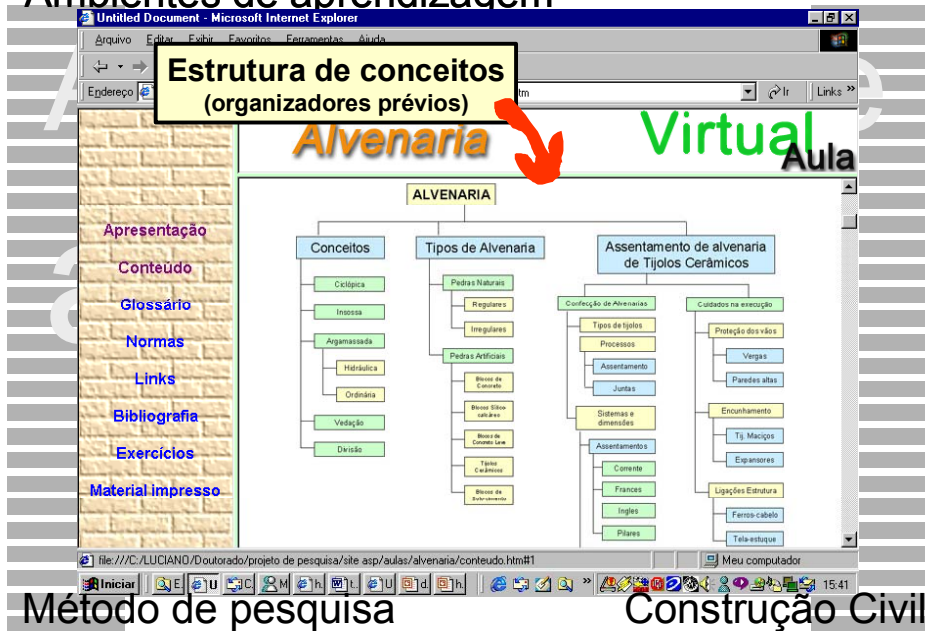 Ambientes de aprendizagem
Untitled Document - Microsoft Internet Explorer
Arquivo Editar Exibir Favoritos Ferramentas Ajuda
Endereço
tm
Ir
Links »
Estrutura de conceitos
(organizadores prévios)
Alvenaria
Virtual
Aula
Apresentação
Conteúdo
Glossário
Normas
Links
Bibliografia
Exercícios
Material impresso
ALVENARIA
Conceitos
Ciclópica
Insossa
Argamassada
Hidráulica
Ordinária
Vedação
Divisão
Tipos de Alvenaria
Pedras Naturais
Regulares
Irregulares
Pedras Artificiais
Blocos de
Concreto
Blocos Sílico-
calcáreo
Blocos de
Concreto Leve
Tijolos
Cerâmicos
Blocos de
Assentamento de alvenaria
de Tijolos Cerâmicos
Confecção de Alvenarias
Tipos de tijolos
Processos
Assentamento
Juntas
Sistemas e
dimensões
Assentamentos
Corrente
Frances
Ingles
Pilares
Cuidados na execução
Proteção dos vãos
Vergas
Paredes altas
Encunhamento
Tij. Maciços
Expansores
Ligações Estrutura
Ferros-cabelo
Tela-estuque
file:///C:/LUCIANO/Doutorado/projeto de pesquisa/site asp/aulas/alvenaria/conteudo.htm#1
Meu computador
Iniciar
15:41
Método de pesquisa
Construção Civil